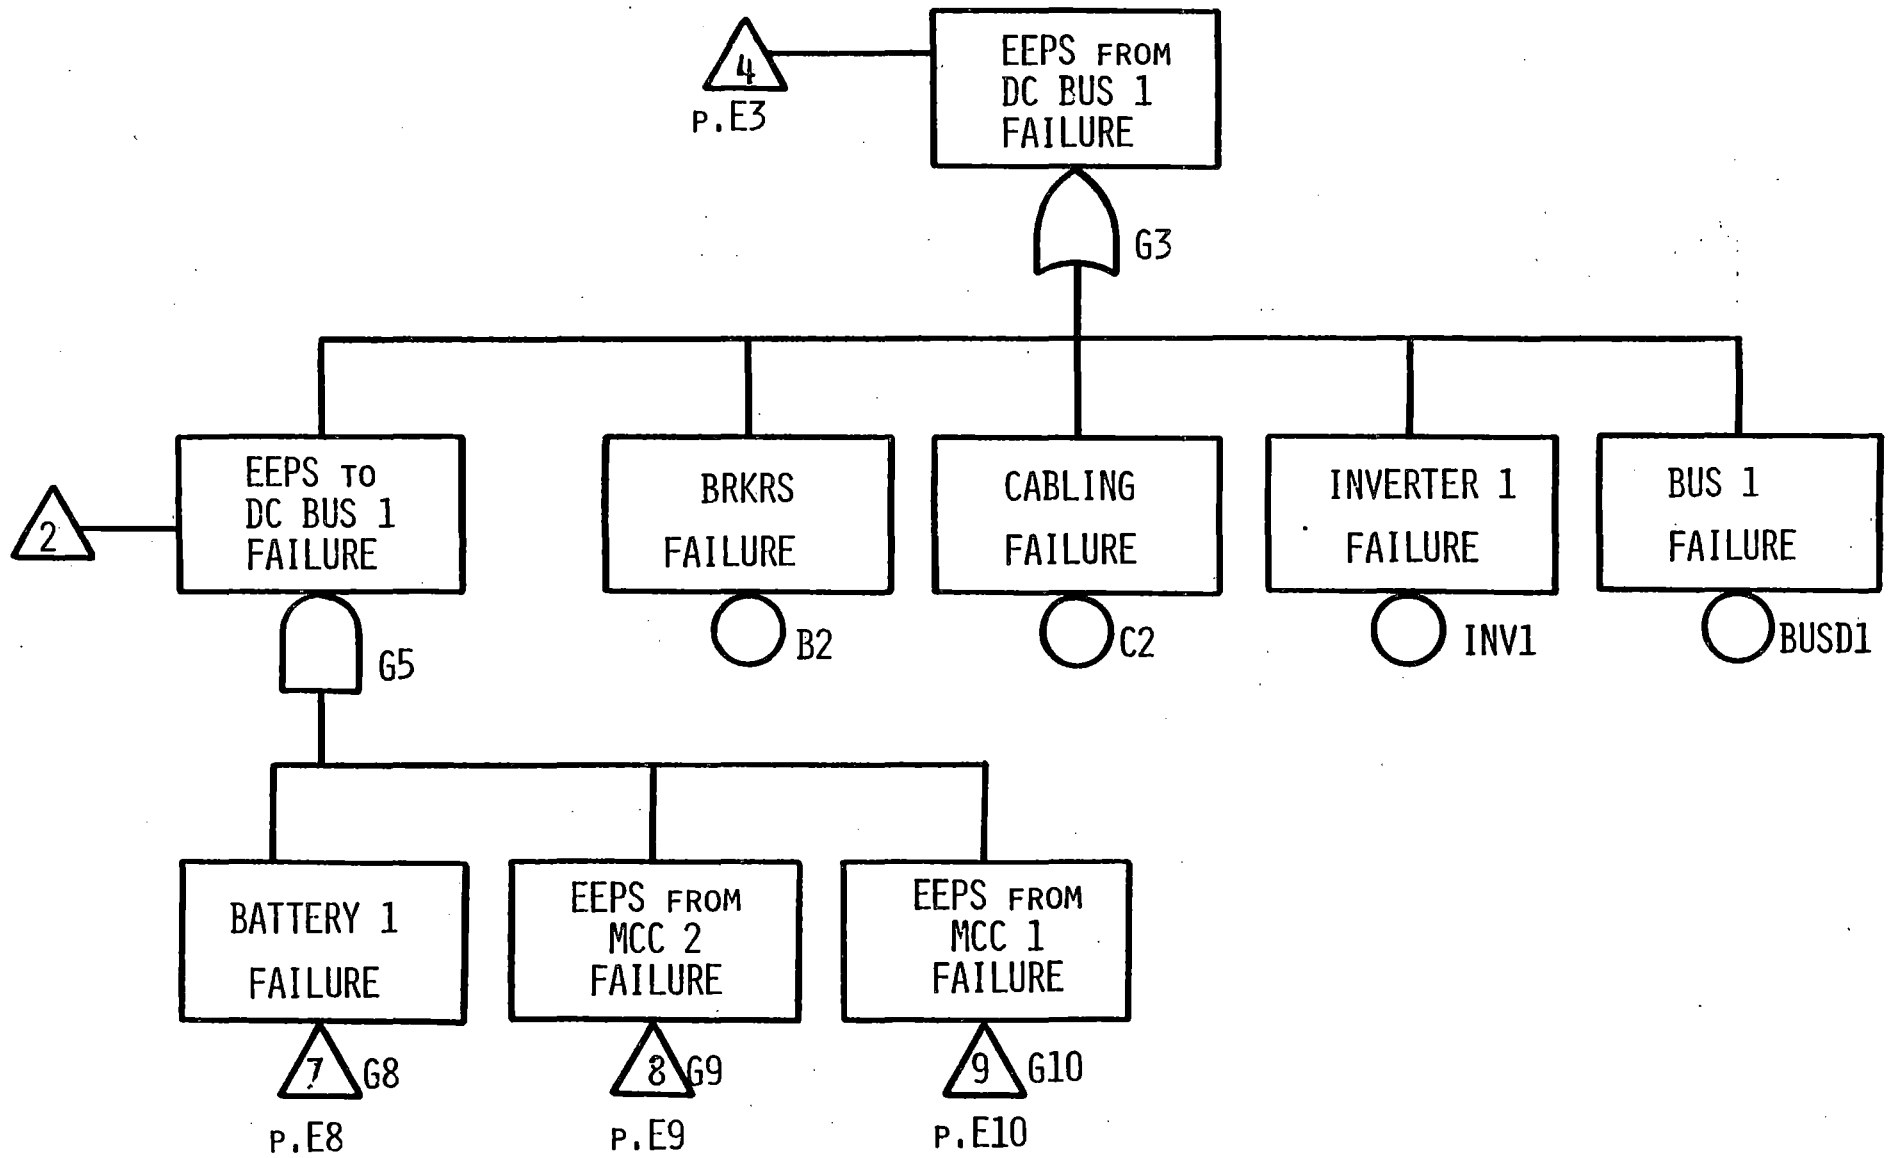 4
P.E3
EEPS FROM
DC BUS 1
FAILURE
G3
2
EEPS TO
DC BUS 1
FAILURE
G5
BRKRS
FAILURE
B2
CABLING
FAILURE
C2
INVERTER 1
FAILURE
INV1
BUS 1
FAILURE
BUSD1
BATTERY 1
FAILURE
7
G8
P.E8
EEPS FROM
MCC 2
FAILURE
8
G9
P.E9
EEPS FROM
MCC 1
FAILURE
9
G10
P.E10